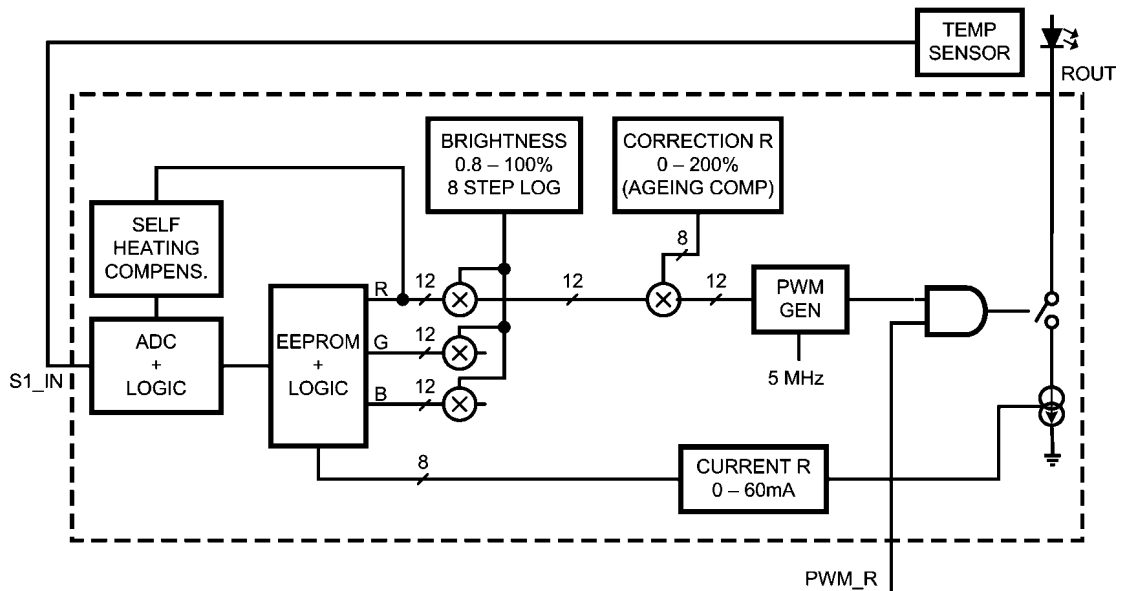 TEMP
SENSOR
ROUT
BRIGHTNESS
0.8 – 100%
8 STEP LOG
CORRECTION R
0 – 200%
(AGEING COMP)
SELF
HEATING
COMPENS.
8
R
12
12
12
PWM
GEN
ADC
+
LOGIC
EEPROM
+
LOGIC
G
12
S1_IN
B
12
5 MHz
8
CURRENT R
0 – 60mA
PWM_R